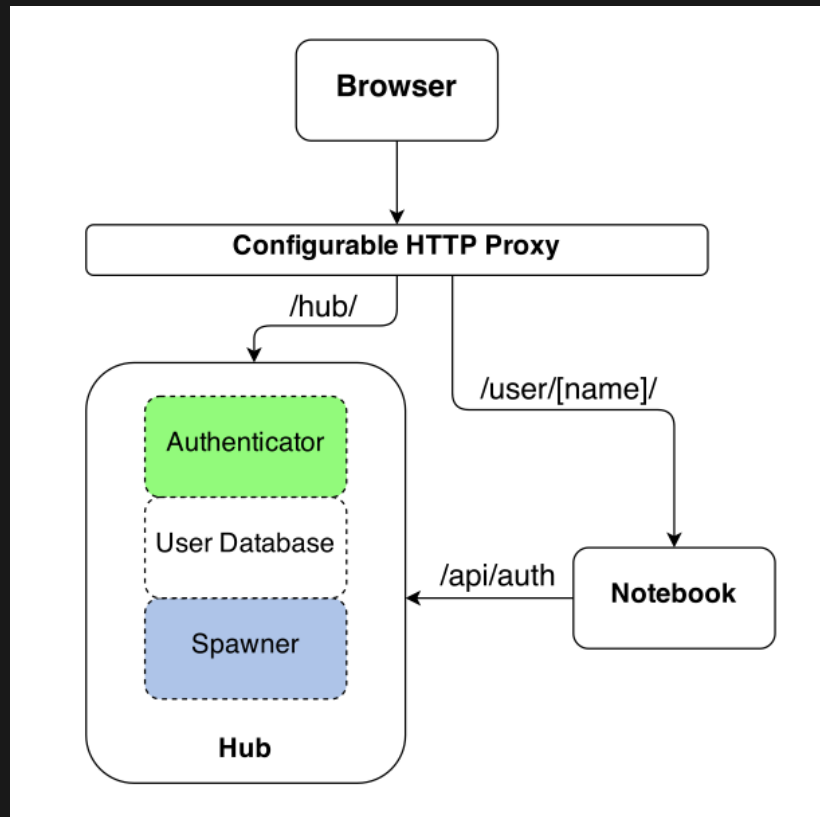 Browser
Configurable HTTP Proxy
/hub/
/user/[name]/
Authenticator
User Database
/api/auth
Notebook
Spawner
Hub